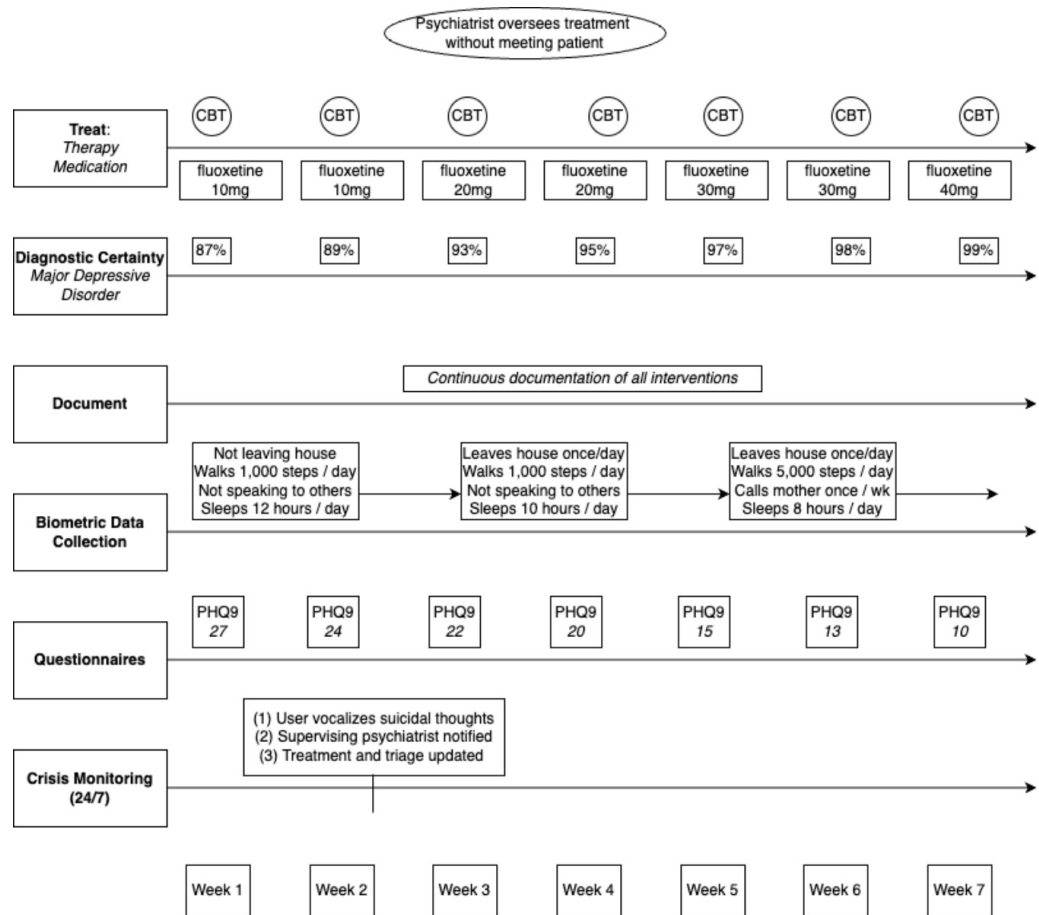 Psychiatrist oversees treatment
without meeting patient
CBT
CBT
CBT
CBT
CBT
CBT
CBT
Treat:
Therapy
Medication
fluoxetine
10mg
fluoxetine
10mg
fluoxetine
20mg
fluoxetine
20mg
fluoxetine
30mg
fluoxetine
30mg
fluoxetine
40mg
Diagnostic Certainty
Major Depressive
Disorder
87%
89%
93%
95%
97%
98%
99%
Document
Continuous documentation of all interventions
Biometric Data
Collection
Not leaving house
Walks 1,000 steps / day
Not speaking to others
Sleeps 12 hours / day
Leaves house once/day
Walks 1,000 steps / day
Not speaking to others
Sleeps 10 hours / day
Leaves house once/day
Walks 5,000 steps / day
Calls mother once / wk
Sleeps 8 hours / day
Questionnaires
PHQ9
27
PHQ9
24
PHQ9
22
PHQ9
20
PHQ9
15
PHQ9
13
PHQ9
10
Crisis Monitoring
(24/7)
(1) User vocalizes suicidal thoughts
(2) Supervising psychiatrist notified
(3) Treatment and triage updated
Week 1
Week 2
Week 3
Week 4
Week 5
Week 6
Week 7